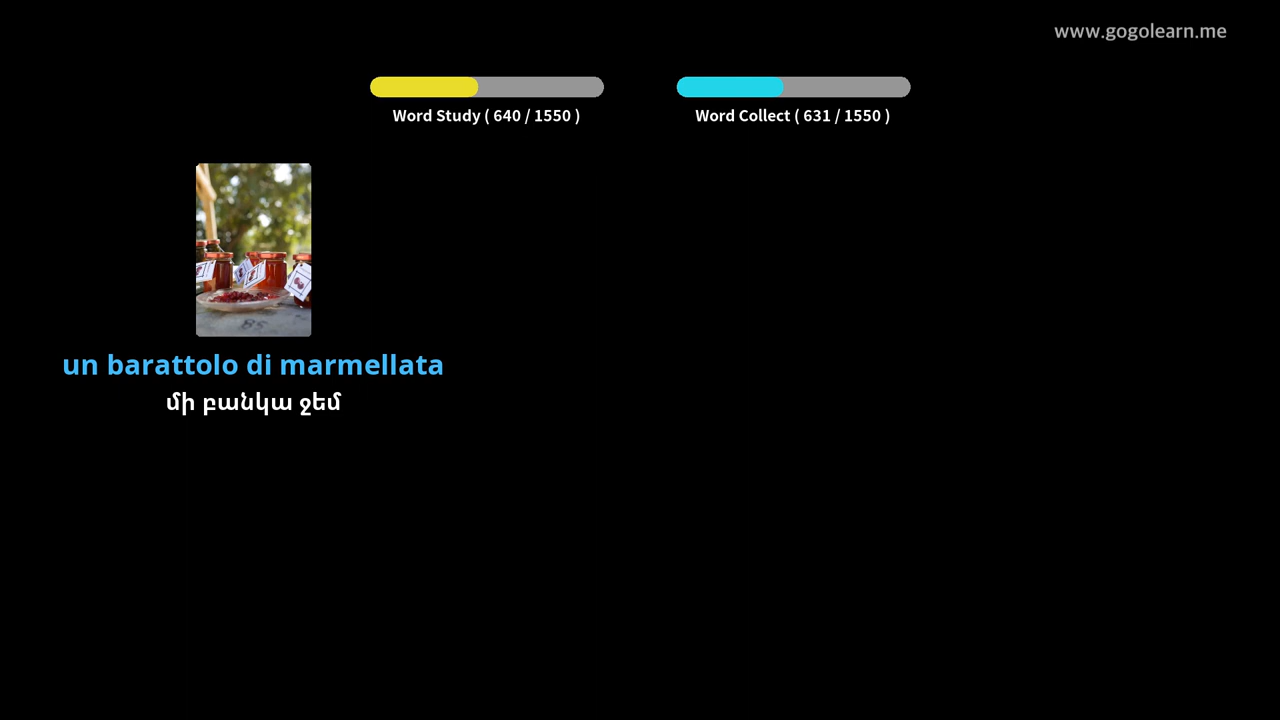 www.gogolearn.me
Word Study ( 640 / 1550 )
Word Collect ( 631 / 1550 )
un barattolo di marmellata
մի բանկա ջեմ